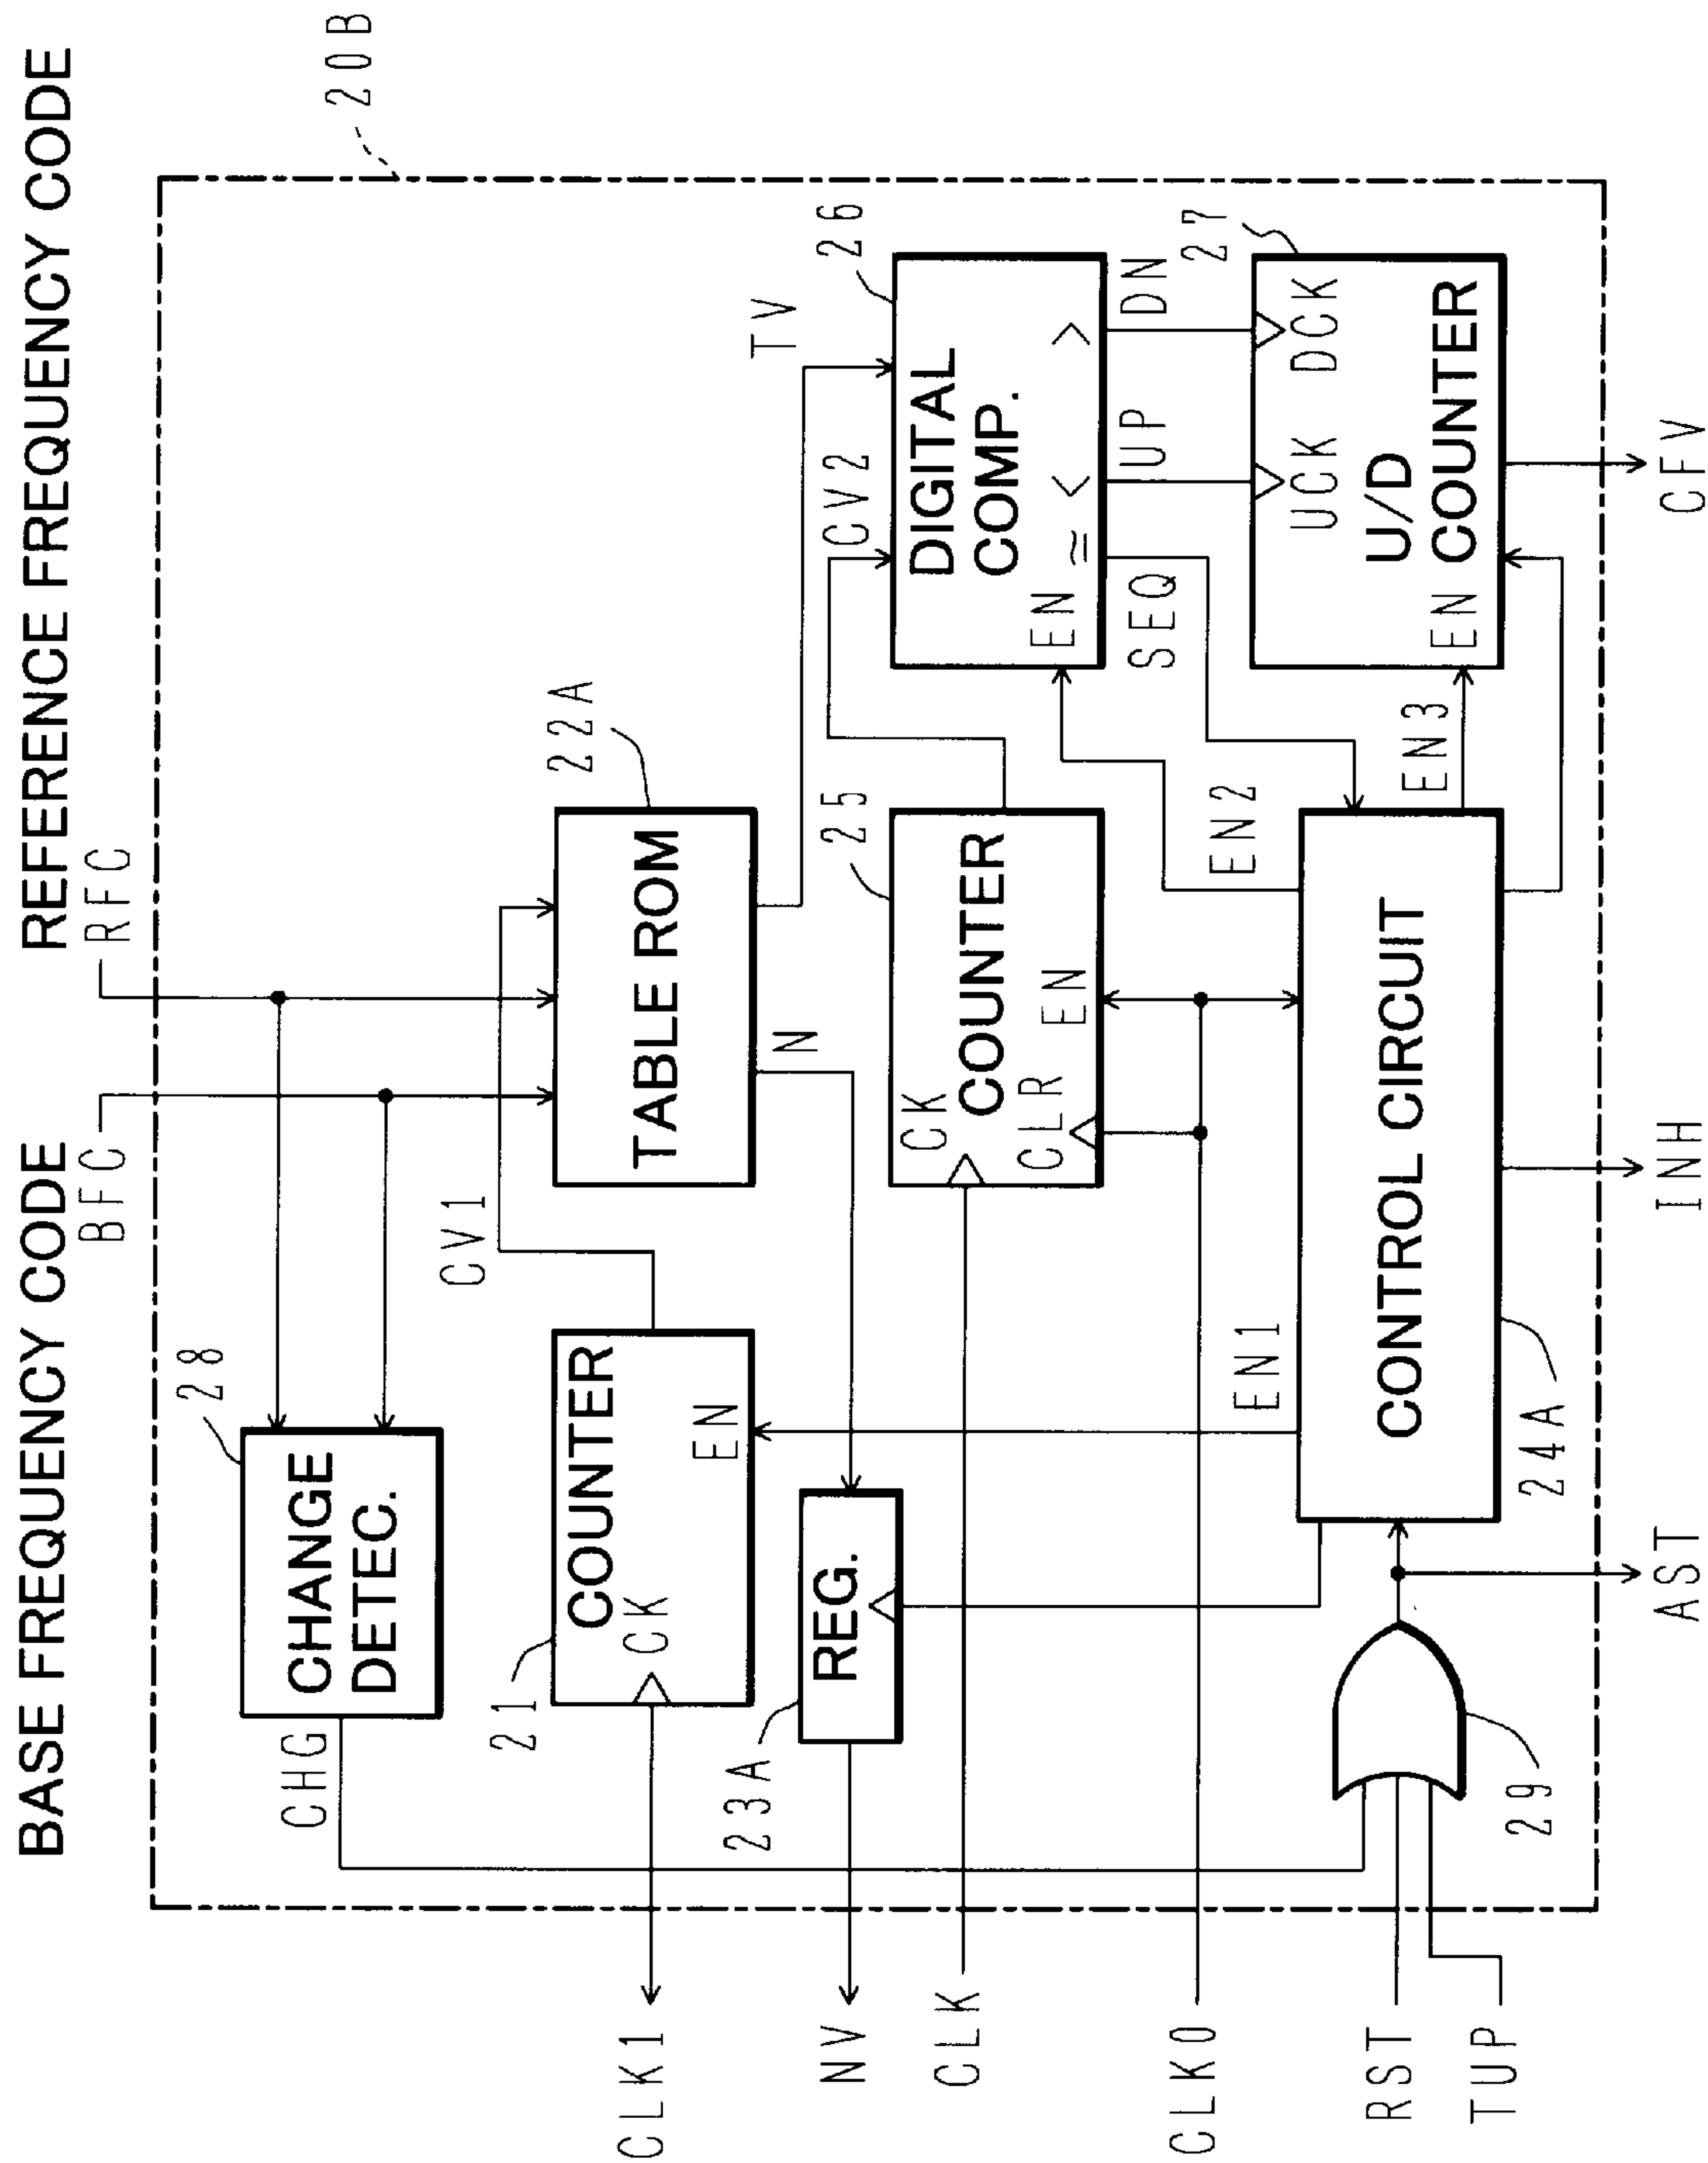 BASE FREQUENCY CODE
REFERENCE FREQUENCY CODE
BFC
RFC
20B
CHG
28
CHANGE
DETEC.
CV1
22A
21
COUNTER
CK
EN
TABLE ROM
CLK1
N
TV
23A
REG.
NV
25
CV2
26
CK
COUNTER
CLR
EN
DIGITAL
COMP.
EN
≃ < >
CLK
SEQ
UP
DN
27
EN1
EN2
CLK0
UCK
DCK
U/D
COUNTER
EN
EN3
CONTROL CIRCUIT
24A
29
RST
TUP
AST
INH
CFV